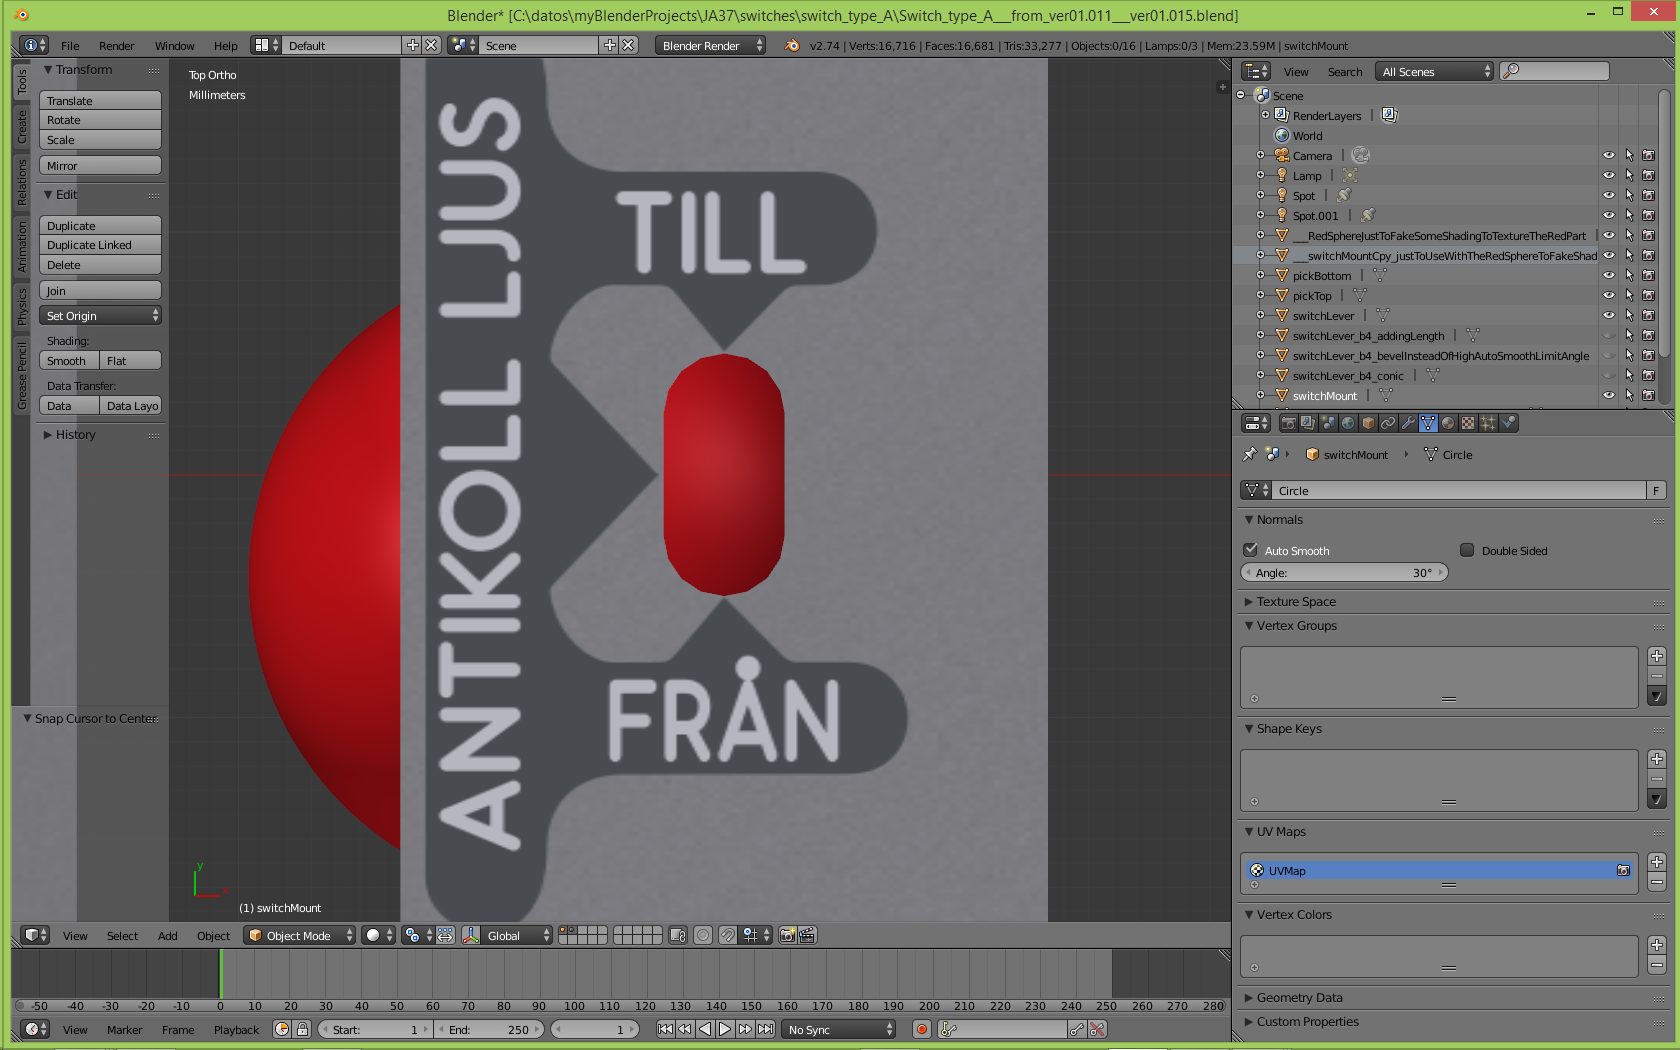 Blender* [C:\datos\myBlenderProjects\JA37\switches\switch_type_A\Switch_type_A___from_ver01.011___ver01.015.blend]
File Render Window Help Default Scene Blender Render v2.74 | Verts:16,716 | Faces:16,681 | Tris:33,277 | Objects:0/16 | Lamps:0/3 | Mem:23.59M | switchMount
Tools
Create
Relations
Animation
Physics
Grease Pencil
Transform
Translate
Rotate
Scale
Mirror
Edit
Duplicate
Duplicate Linked
Delete
Join
Set Origin
Shading:
Smooth Flat
Data Transfer:
Data Data Layo
History
Snap Cursor to Center
Top Ortho
Millimeters
ANTIKOLL LJUS
TILL
FRÅN
y
x
(1) switchMount
View Select Add Object Object Mode Global
-50 -40 -30 -20 -10 0 10 20 30 40 50 60 70 80 90 100 110 120 130 140 150 160 170 180 190 200 210 220 230 240 250 260 270 280
View Marker Frame Playback Start: 1 End: 250 1 No Sync
View Search All Scenes
Scene
RenderLayers |
World
Camera |
Lamp |
Spot |
Spot.001 |
___RedSphereJustToFakeSomeShadingToTextureTheRedPart |
___switchMountCpy_justToUseWithTheRedSphereToFakeShad
pickBottom |
pickTop |
switchLever |
switchLever_b4_addingLength |
switchLever_b4_bevelInsteadOfHighAutoSmoothLimitAngle
switchLever_b4_conic |
switchMount |
switchMount Circle
Circle F
Normals
Auto Smooth Double Sided
Angle: 30°
Texture Space
Vertex Groups
Shape Keys
UV Maps
UVMap
Vertex Colors
Geometry Data
Custom Properties